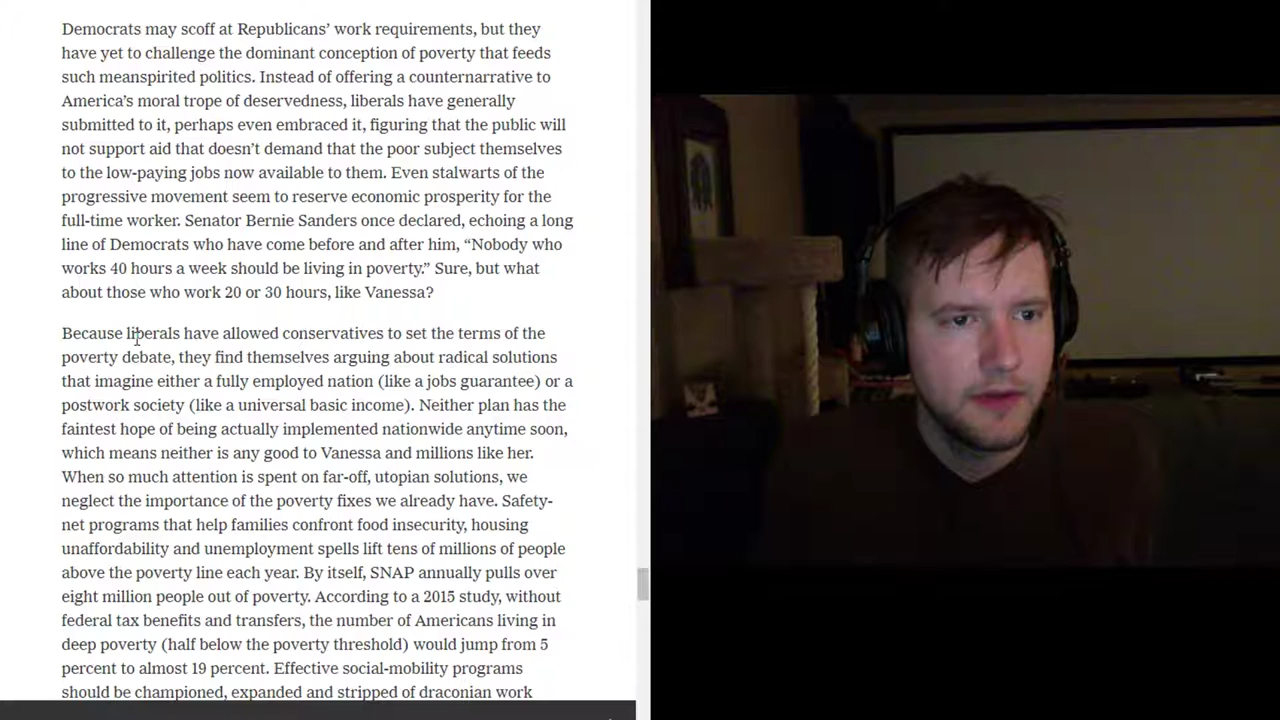 Democrats may scoff at Republicans’ work requirements, but they
have yet to challenge the dominant conception of poverty that feeds
such meanspirited politics. Instead of offering a counternarrative to
America’s moral trope of deservedness, liberals have generally
submitted to it, perhaps even embraced it, figuring that the public will
not support aid that doesn’t demand that the poor subject themselves
to the low-paying jobs now available to them. Even stalwarts of the
progressive movement seem to reserve economic prosperity for the
full-time worker. Senator Bernie Sanders once declared, echoing a long
line of Democrats who have come before and after him, “Nobody who
works 40 hours a week should be living in poverty.” Sure, but what
about those who work 20 or 30 hours, like Vanessa?
Because liberals have allowed conservatives to set the terms of the
poverty debate, they find themselves arguing about radical solutions
that imagine either a fully employed nation (like a jobs guarantee) or a
postwork society (like a universal basic income). Neither plan has the
faintest hope of being actually implemented nationwide anytime soon,
which means neither is any good to Vanessa and millions like her.
When so much attention is spent on far-off, utopian solutions, we
neglect the importance of the poverty fixes we already have. Safety-
net programs that help families confront food insecurity, housing
unaffordability and unemployment spells lift tens of millions of people
above the poverty line each year. By itself, SNAP annually pulls over
eight million people out of poverty. According to a 2015 study, without
federal tax benefits and transfers, the number of Americans living in
deep poverty (half below the poverty threshold) would jump from 5
percent to almost 19 percent. Effective social-mobility programs
should be championed, expanded and stripped of draconian work